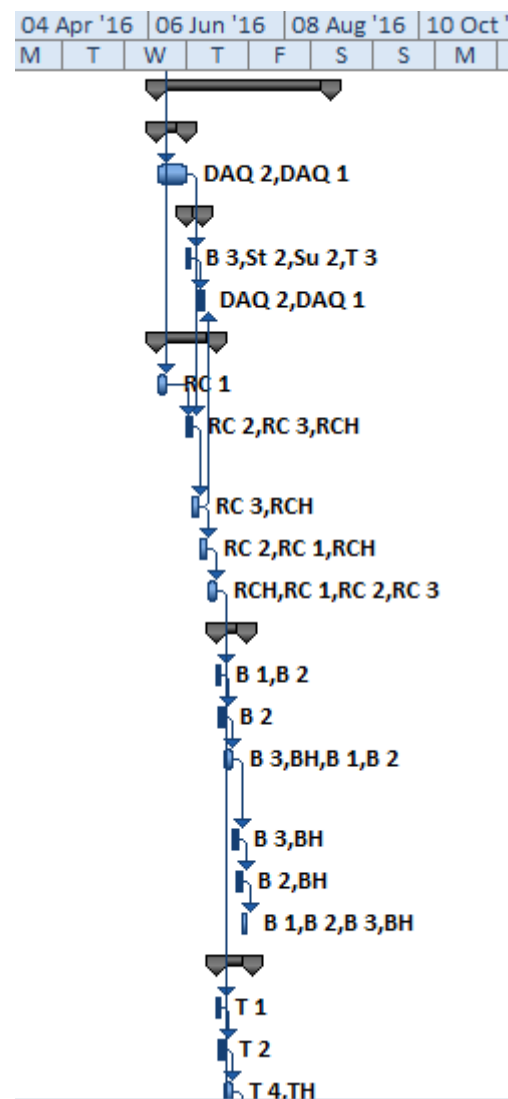 04 Apr '16 06 Jun '16 08 Aug '16 10 Oct '
M T W T F S S M
DAQ 2,DAQ 1
B 3,St 2,Su 2,T 3
DAQ 2,DAQ 1
RC 1
RC 2,RC 3,RCH
RC 3,RCH
RC 2,RC 1,RCH
RCH,RC 1,RC 2,RC 3
B 1,B 2
B 2
B 3,BH,B 1,B 2
B 3,BH
B 2,BH
B 1,B 2,B 3,BH
T 1
T 2
T 4,TH